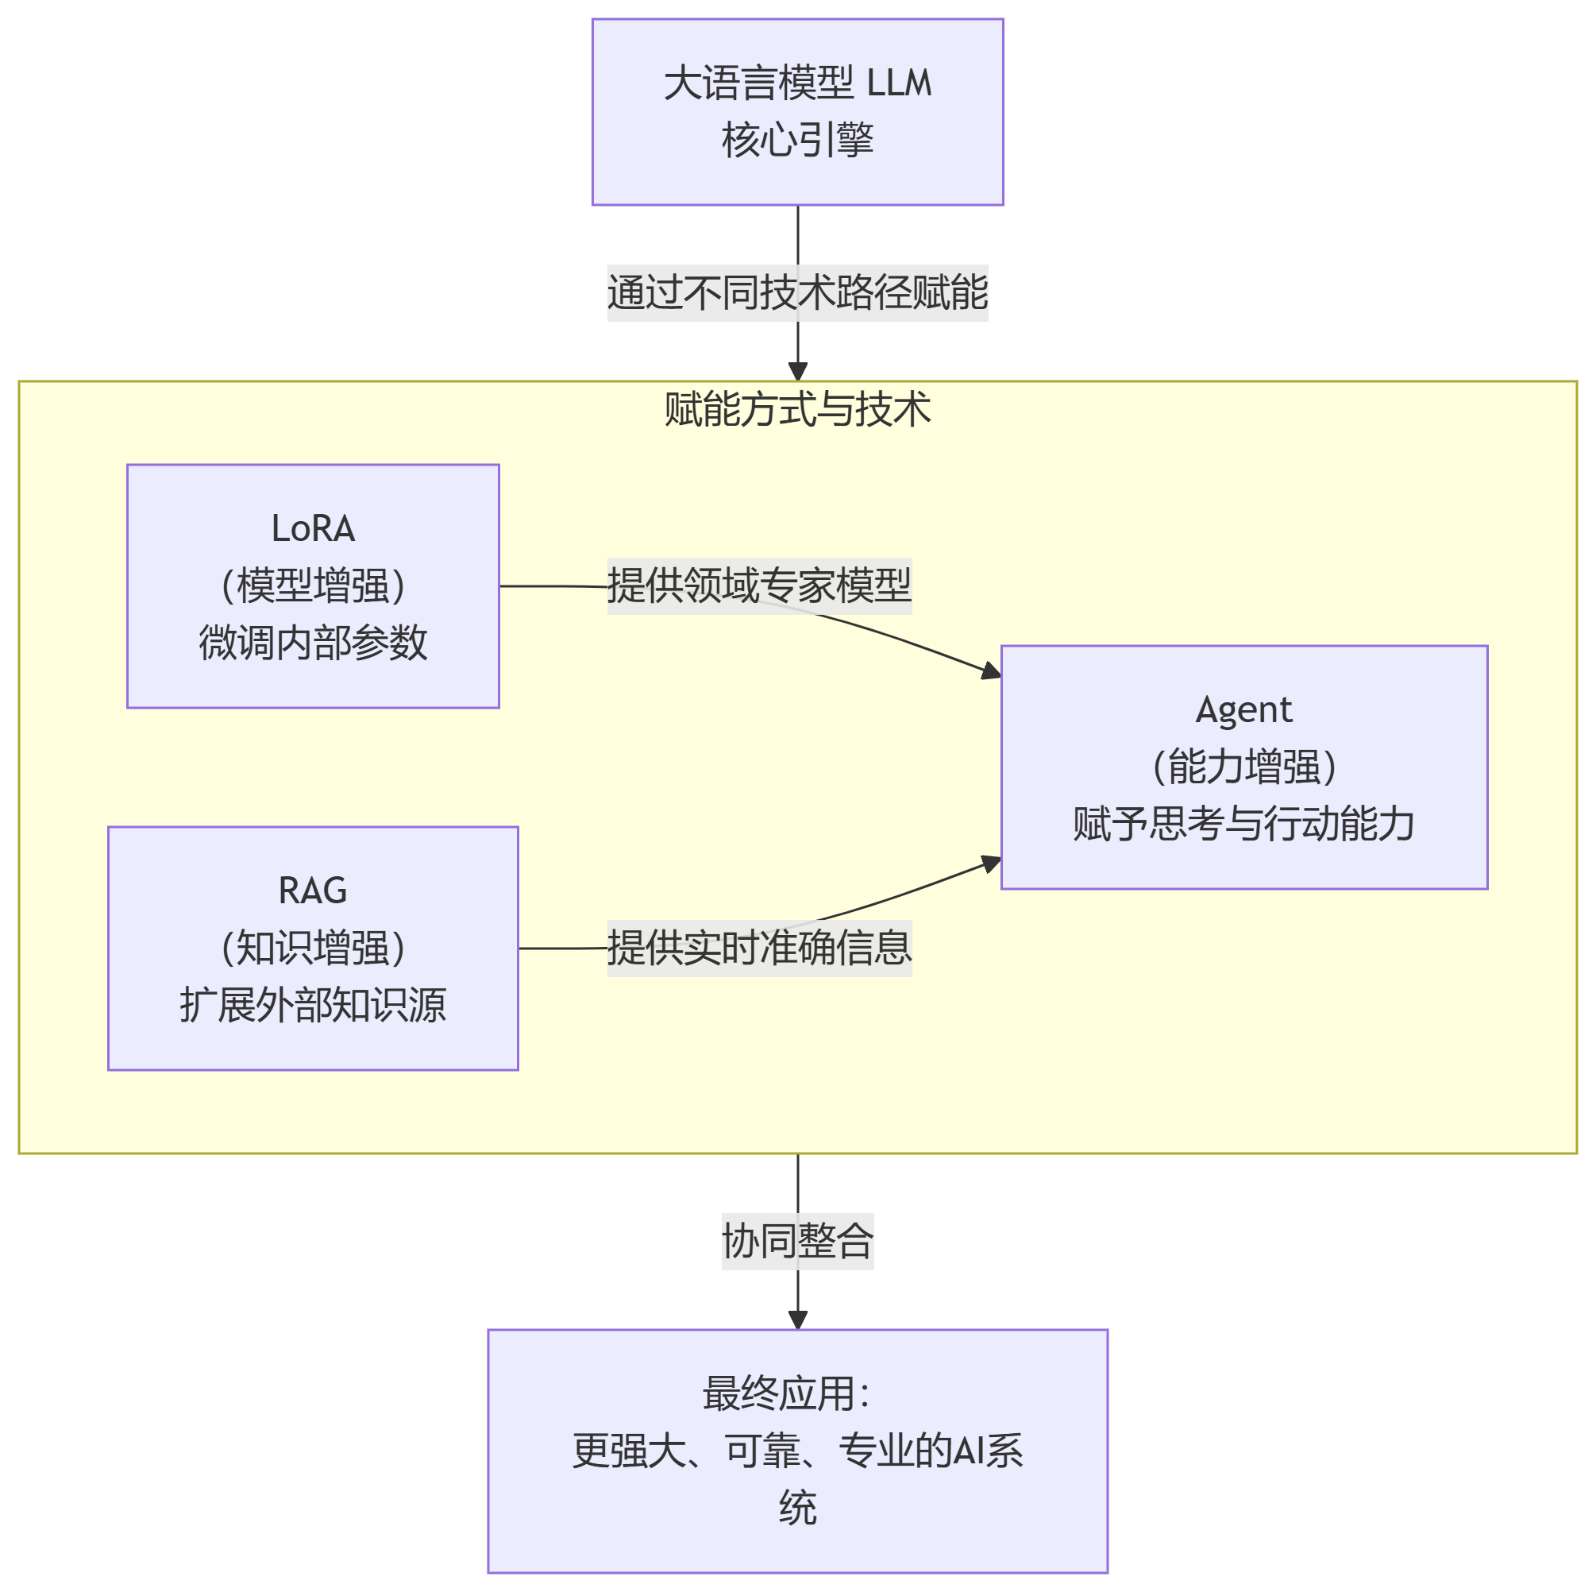 大语言模型 LLM
核心引擎
通过不同技术路径赋能
赋能方式与技术
LoRA
（模型增强）
微调内部参数
提供领域专家模型
Agent
（能力增强）
赋予思考与行动能力
RAG
（知识增强）
扩展外部知识源
提供实时准确信息
协同整合
最终应用：
更强大、可靠、专业的AI系
统